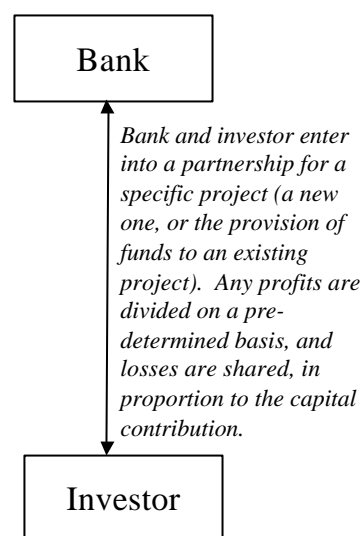 Bank
Bank and investor enter
into a partnership for a
specific project (a new
one, or the provision of
funds to an existing
project).  Any profits are
divided on a pre-
determined basis, and
losses are shared, in
proportion to the capital
contribution.
Investor